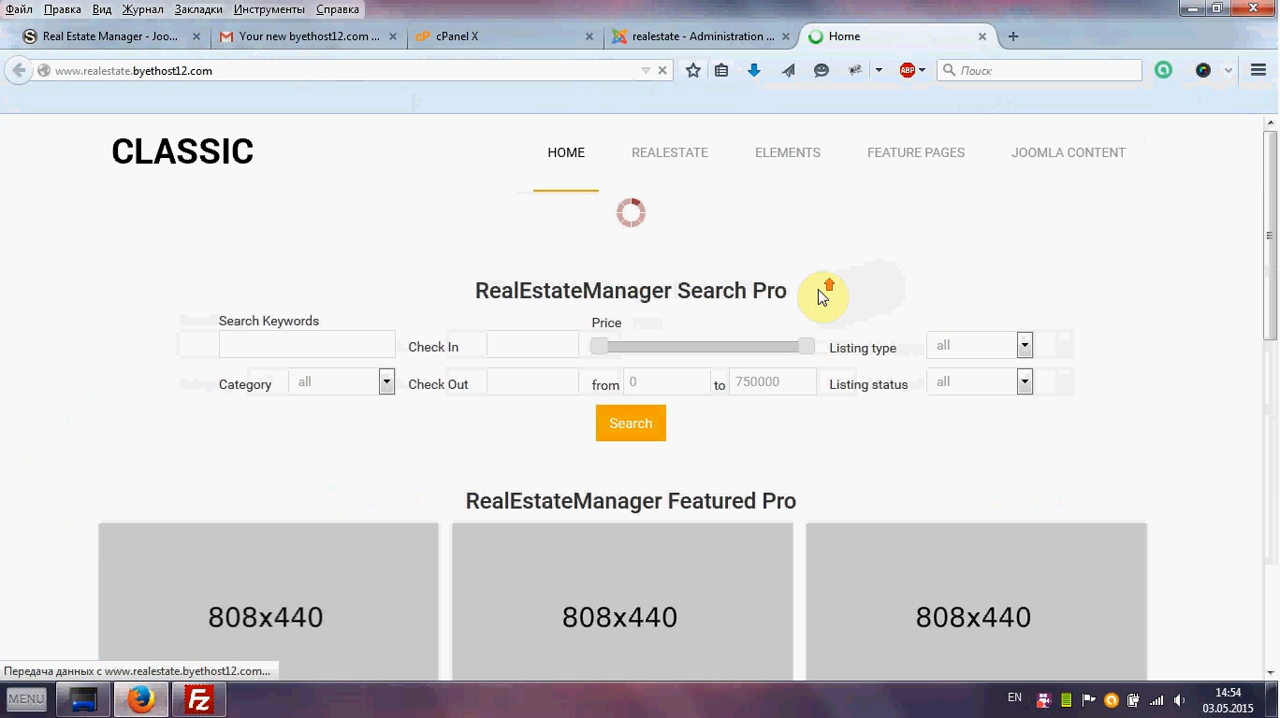 Файл Правка Вид Журнал Закладки Инструменты Справка
Real Estate Manager - Joo...
Your new byethost12.com ...
cPanel X
realestate - Administration ...
Home
www.realestate.byethost12.com
ABP
Поиск
CLASSIC
HOME REALESTATE ELEMENTS FEATURE PAGES JOOMLA CONTENT
RealEstateManager Search Pro
Search Keywords
Price
Check In
Listing type
all
Category
all
Check Out
from
0
to
750000
Listing status
all
Search
RealEstateManager Featured Pro
808x440
808x440
808x440
Передача данных с www.realestate.byethost12.com...
MENU
EN
14:54
03.05.2015